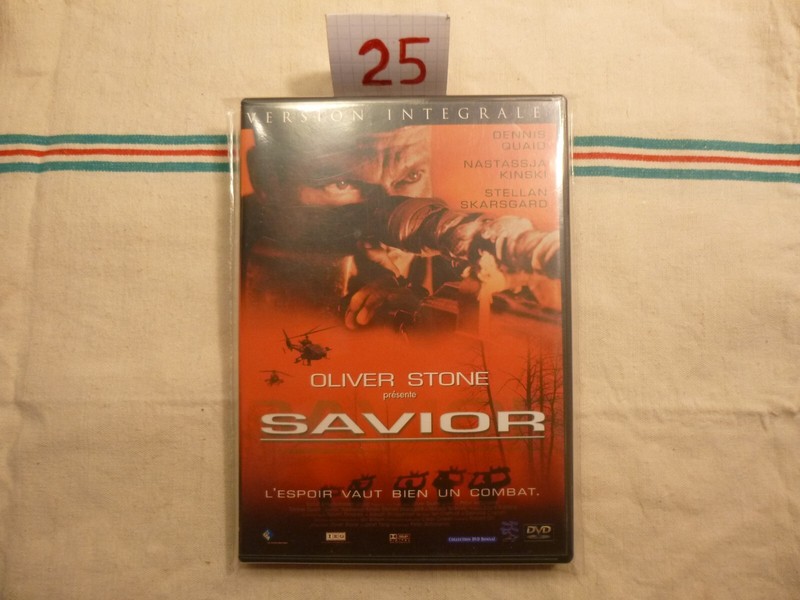 25
VERSION INTEGRALE
DENNIS
QUAID
NASTASSJA
KINSKI
STELLAN
SKARSGARD
OLIVER STONE
présente
SAVIOR
L'ESPOIR VAUT BIEN UN COMBAT.
DVD